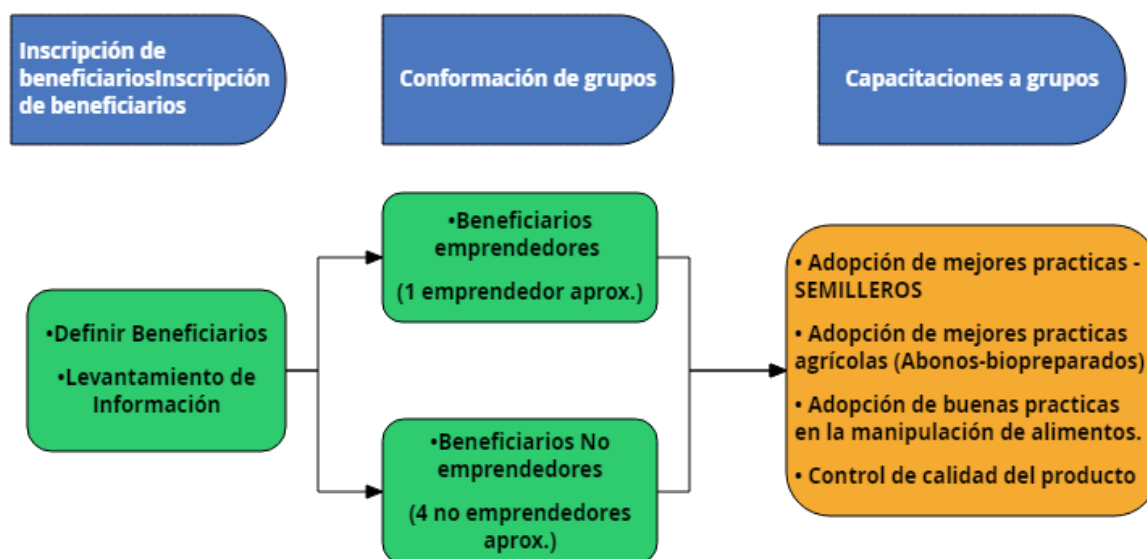 Inscripción de
beneficiariosInscripción
de beneficiarios
Conformación de grupos
Capacitaciones a grupos
•Definir Beneficiarios
•Levantamiento de
Información
•Beneficiarios
emprendedores
(1 emprendedor aprox.)
•Beneficiarios No
emprendedores
(4 no emprendedores
aprox.)
• Adopción de mejores practicas -
SEMILLEROS
• Adopción de mejores practicas
agrícolas (Abonos-biopreparados)
• Adopción de buenas practicas
en la manipulación de alimentos.
• Control de calidad del producto